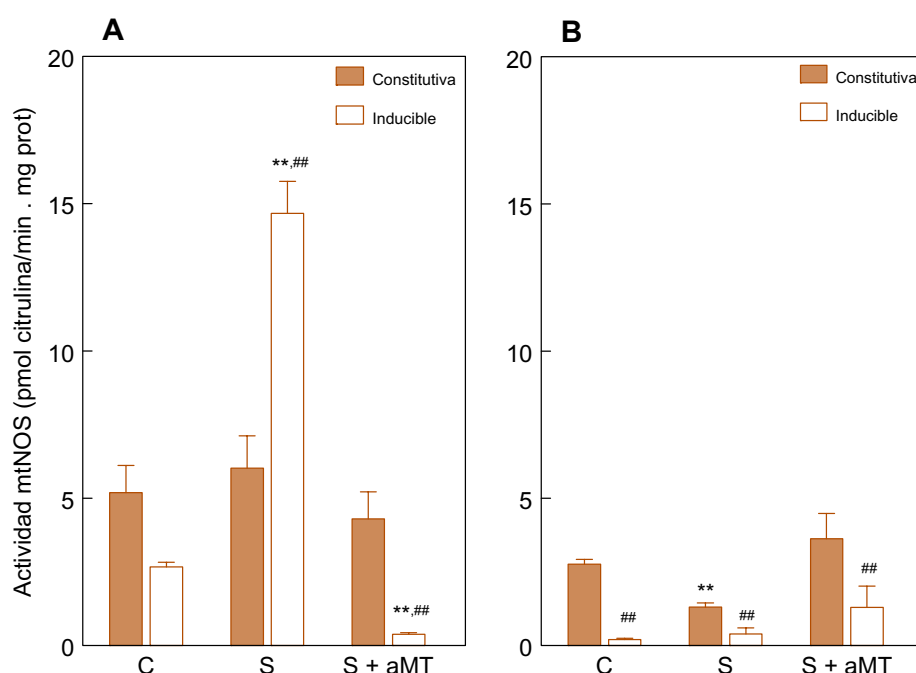 A
B
Actividad mtNOS (pmol citrulina/min . mg prot)
20
15
10
5
0
Constitutiva
Inducible
**,##
**,##
C
S
S + aMT
20
15
10
5
0
Constitutiva
Inducible
##
**
##
##
C
S
S + aMT